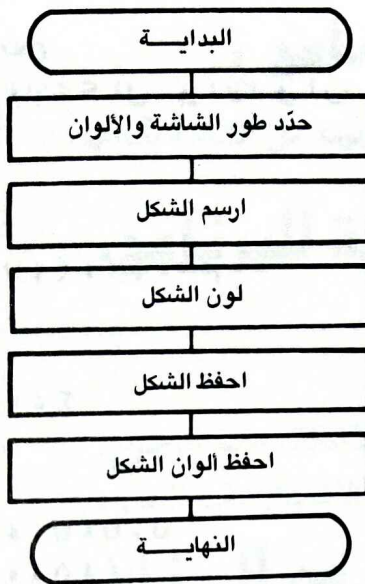 البدايـــة
حدّد طور الشاشة والألوان
ارسم الشكل
لون الشكل
احفظ الشكل
احفظ ألوان الشكل
النهايـــة